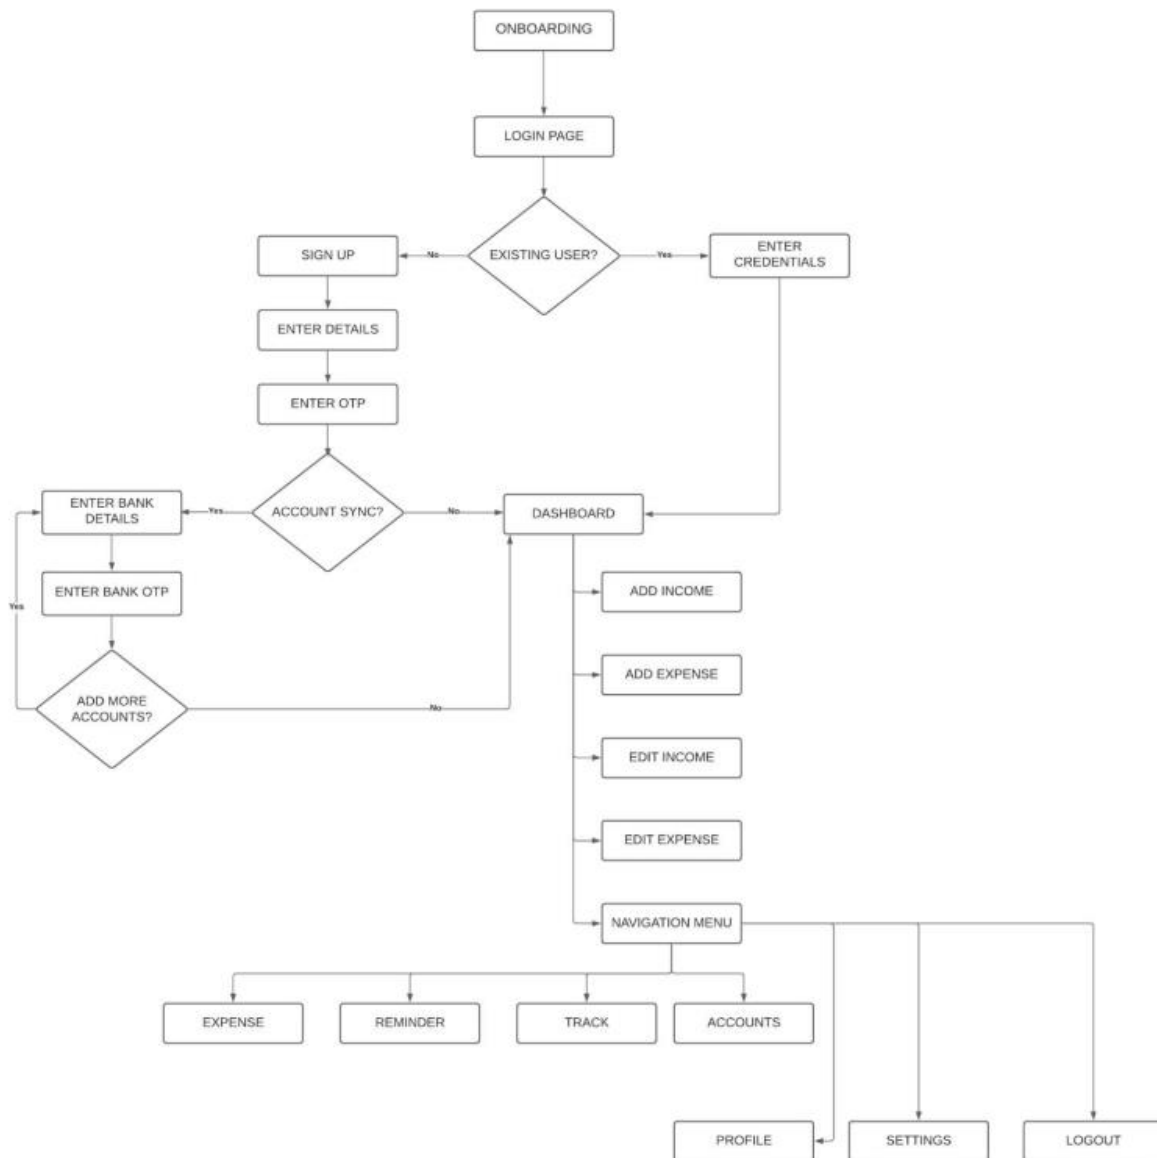 ONBOARDING
LOGIN PAGE
EXISTING USER?
No
Yes
SIGN UP
ENTER
CREDENTIALS
ENTER DETAILS
ENTER OTP
ACCOUNT SYNC?
Yes
No
ENTER BANK
DETAILS
DASHBOARD
ENTER BANK OTP
Yes
ADD MORE
ACCOUNTS?
No
ADD INCOME
ADD EXPENSE
EDIT INCOME
EDIT EXPENSE
NAVIGATION MENU
EXPENSE
REMINDER
TRACK
ACCOUNTS
PROFILE
SETTINGS
LOGOUT